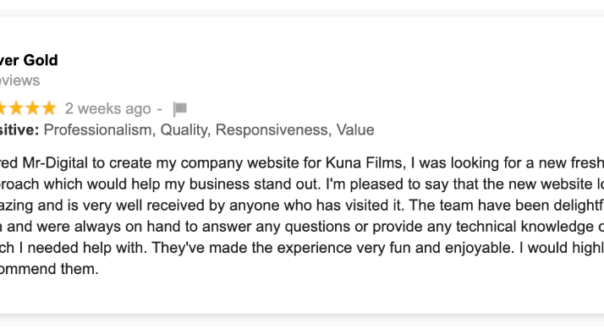 ver Gold
eviews
2 weeks ago -
sitive: Professionalism, Quality, Responsiveness, Value
red Mr-Digital to create my company website for Kuna Films, I was looking for a new fresh
roach which would help my business stand out. I'm pleased to say that the new website lo
azing and is very well received by anyone who has visited it. The team have been delightf
and were always on hand to answer any questions or provide any technical knowledge o
ch I needed help with. They've made the experience very fun and enjoyable. I would highl
ommend them.